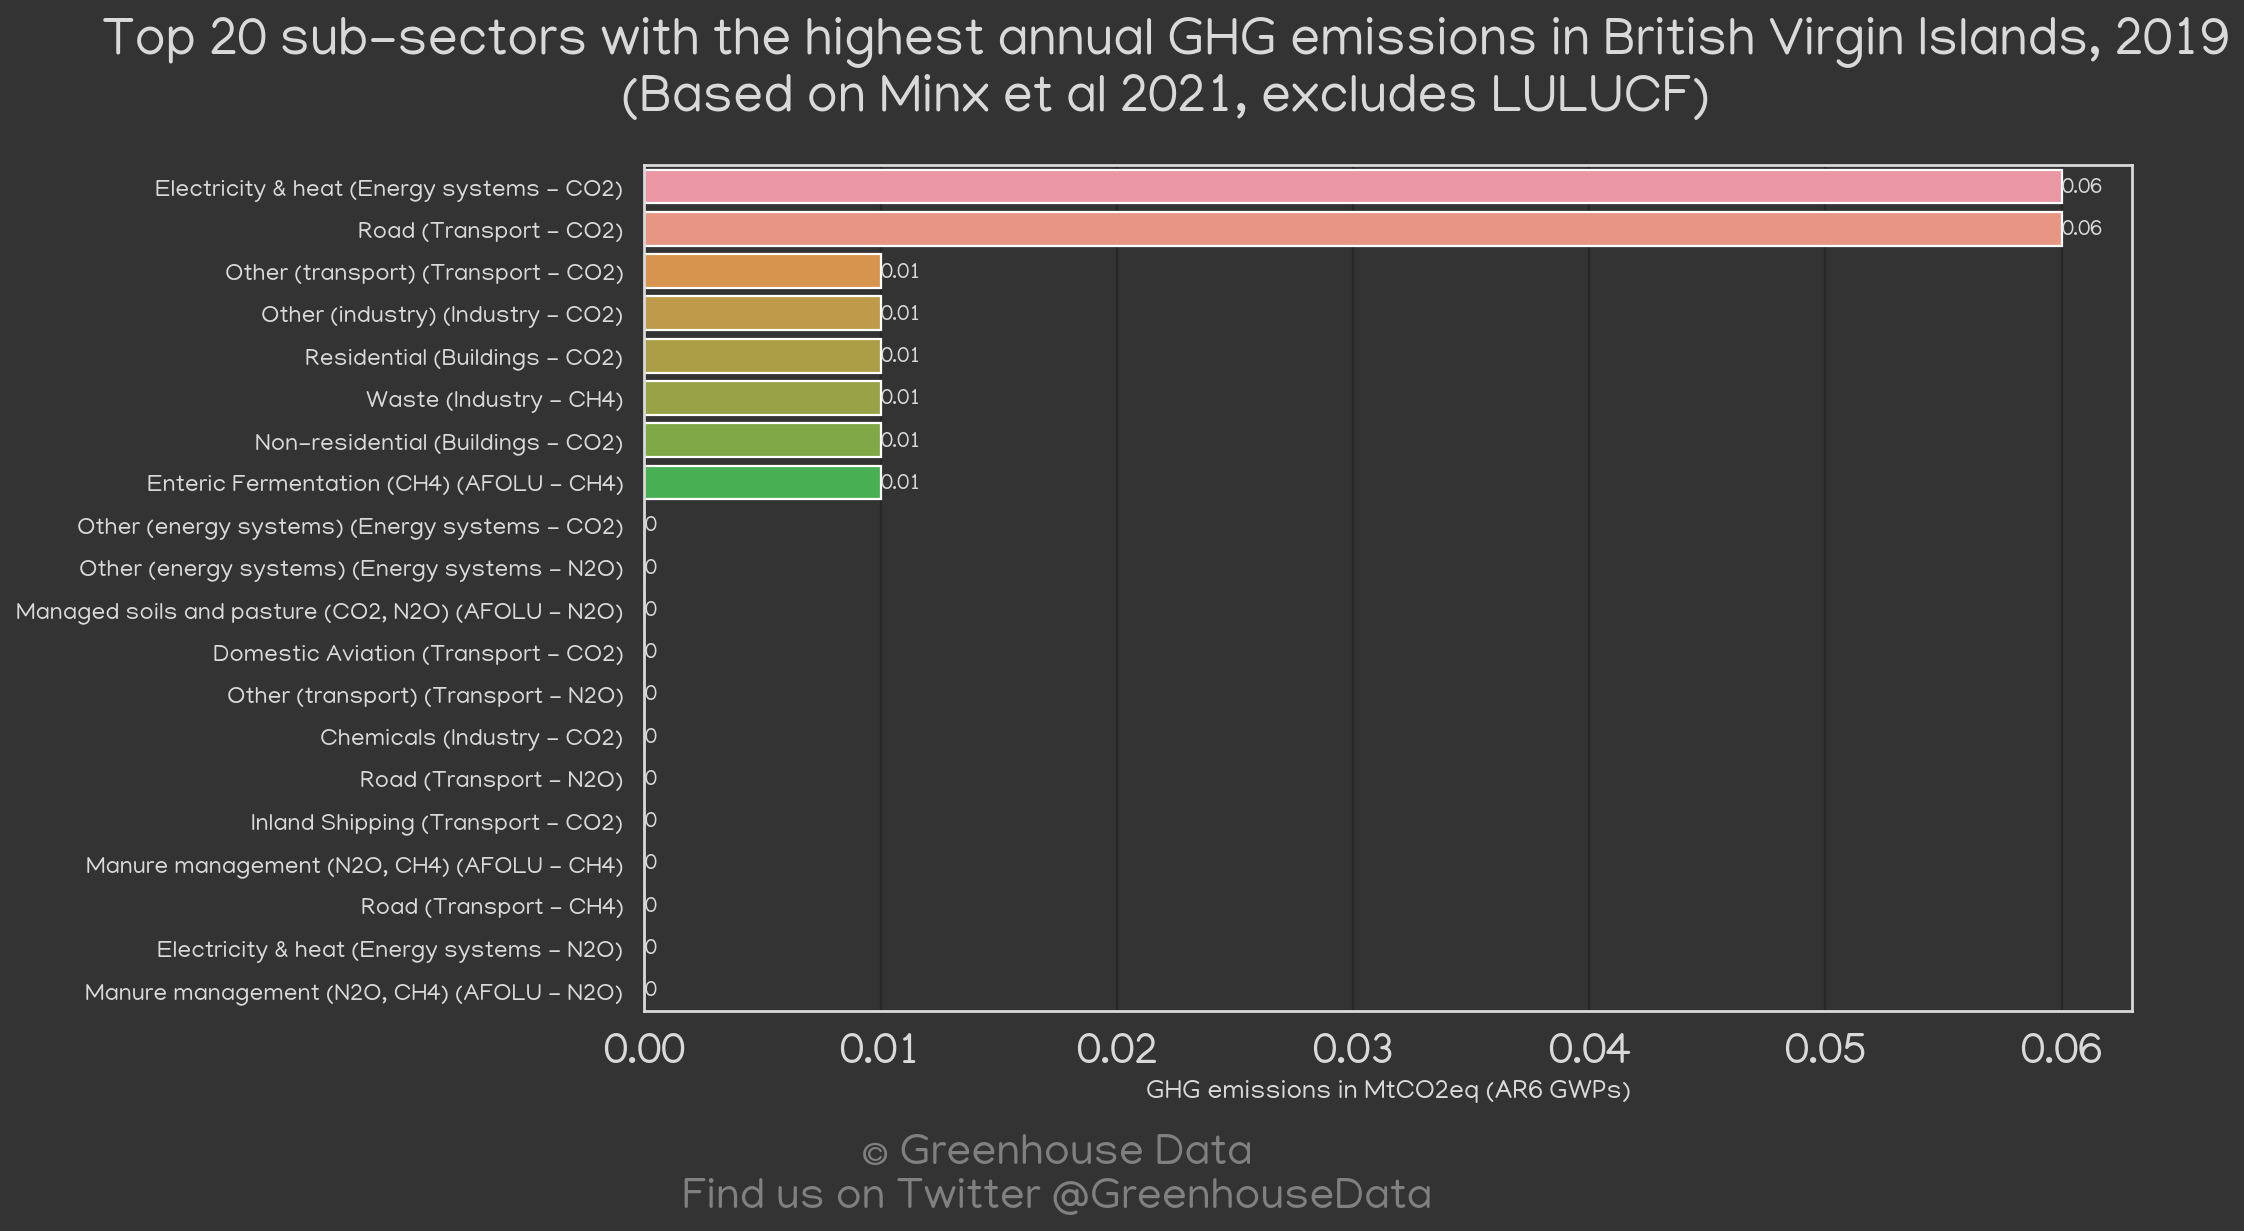 Top 20 sub-sectors with the highest annual GHG emissions in British Virgin Islands, 2019
(Based on Minx et al 2021, excludes LULUCF)
Electricity & heat (Energy systems - CO2) 0.06
Road (Transport - CO2) 0.06
Other (transport) (Transport - CO2) 0.01
Other (industry) (Industry - CO2) 0.01
Residential (Buildings - CO2) 0.01
Waste (Industry - CH4) 0.01
Non-residential (Buildings - CO2) 0.01
Enteric Fermentation (CH4) (AFOLU - CH4) 0.01
Other (energy systems) (Energy systems - CO2) 0
Other (energy systems) (Energy systems - N2O) 0
Managed soils and pasture (CO2, N2O) (AFOLU - N2O) 0
Domestic Aviation (Transport - CO2) 0
Other (transport) (Transport - N2O) 0
Chemicals (Industry - CO2) 0
Road (Transport - N2O) 0
Inland Shipping (Transport - CO2) 0
Manure management (N2O, CH4) (AFOLU - CH4) 0
Road (Transport - CH4) 0
Electricity & heat (Energy systems - N2O) 0
Manure management (N2O, CH4) (AFOLU - N2O) 0
0.00 0.01 0.02 0.03 0.04 0.05 0.06
GHG emissions in MtCO2eq (AR6 GWPs)
© Greenhouse Data
Find us on Twitter @GreenhouseData